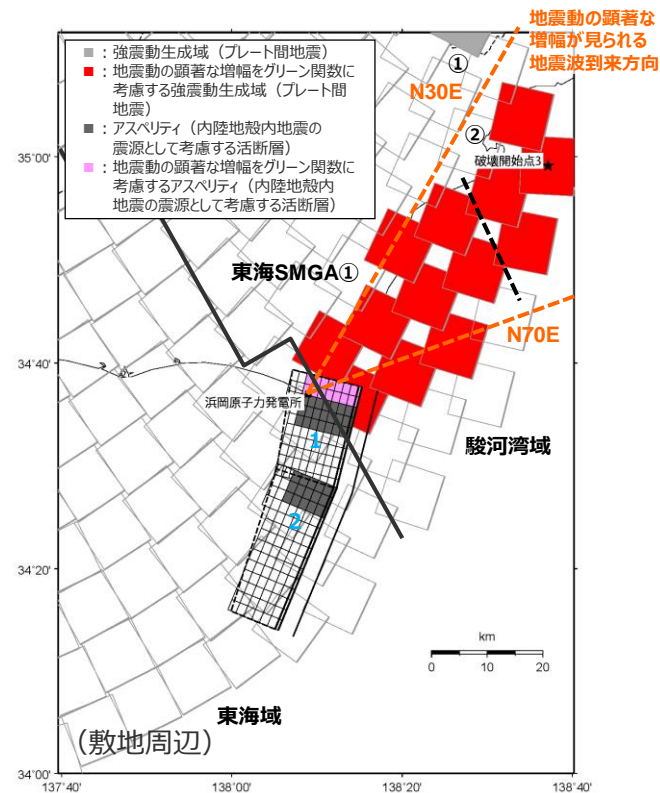 地震動の顕著な
増幅が見られる
地震波到来方向
■ : 強震動生成域（プレート間地震）
■ : 地震動の顕著な増幅をグリーン関数に
考慮する強震動生成域（プレート間
地震）
■ : アスペリティ（内陸地殻内地震の
震源として考慮する活断層）
■ : 地震動の顕著な増幅をグリーン関数に
考慮するアスペリティ（内陸地殻内
地震の震源として考慮する活断層）
①
N30E
②
破壊開始点3
35°00'
東海SMGA①
N70E
34°40'
浜岡原子力発電所
駿河湾域
1
2
34°20'
km
0 10 20
東海域
（敷地周辺）
34°00'
137°40' 138°00' 138°20' 138°40'